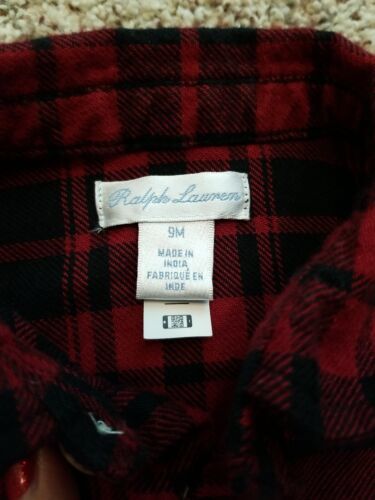 Ralph Lauren
9M
MADE IN
INDIA
FABRIQUÉ EN
INDE